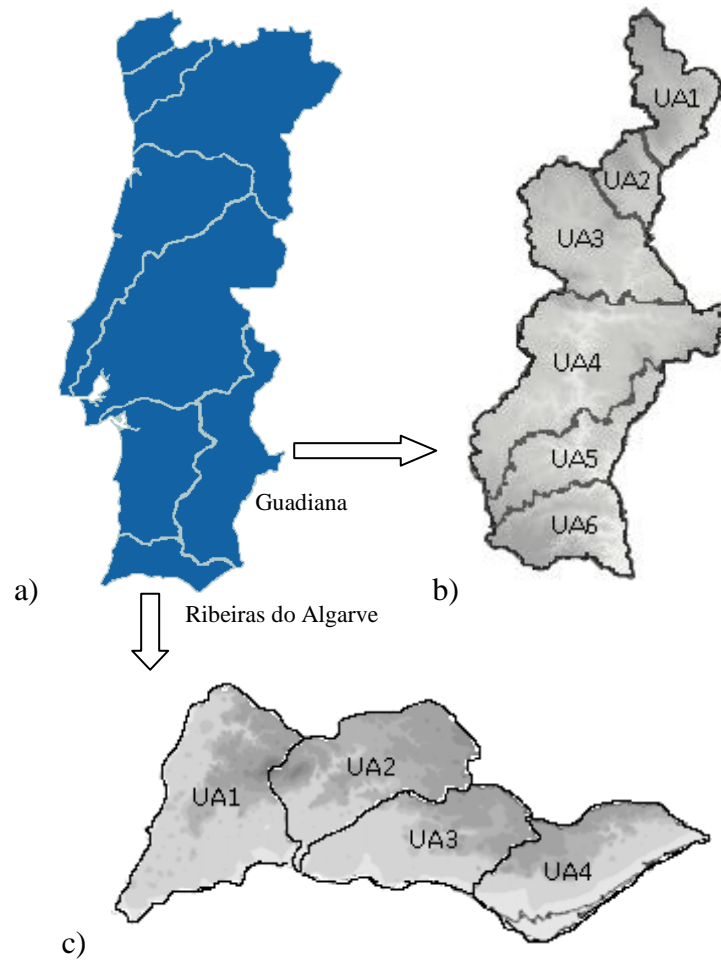 UA1
UA2
UA3
UA4
UA5
UA6
Guadiana
a)
b)
Ribeiras do Algarve
UA1
UA2
UA3
UA4
c)